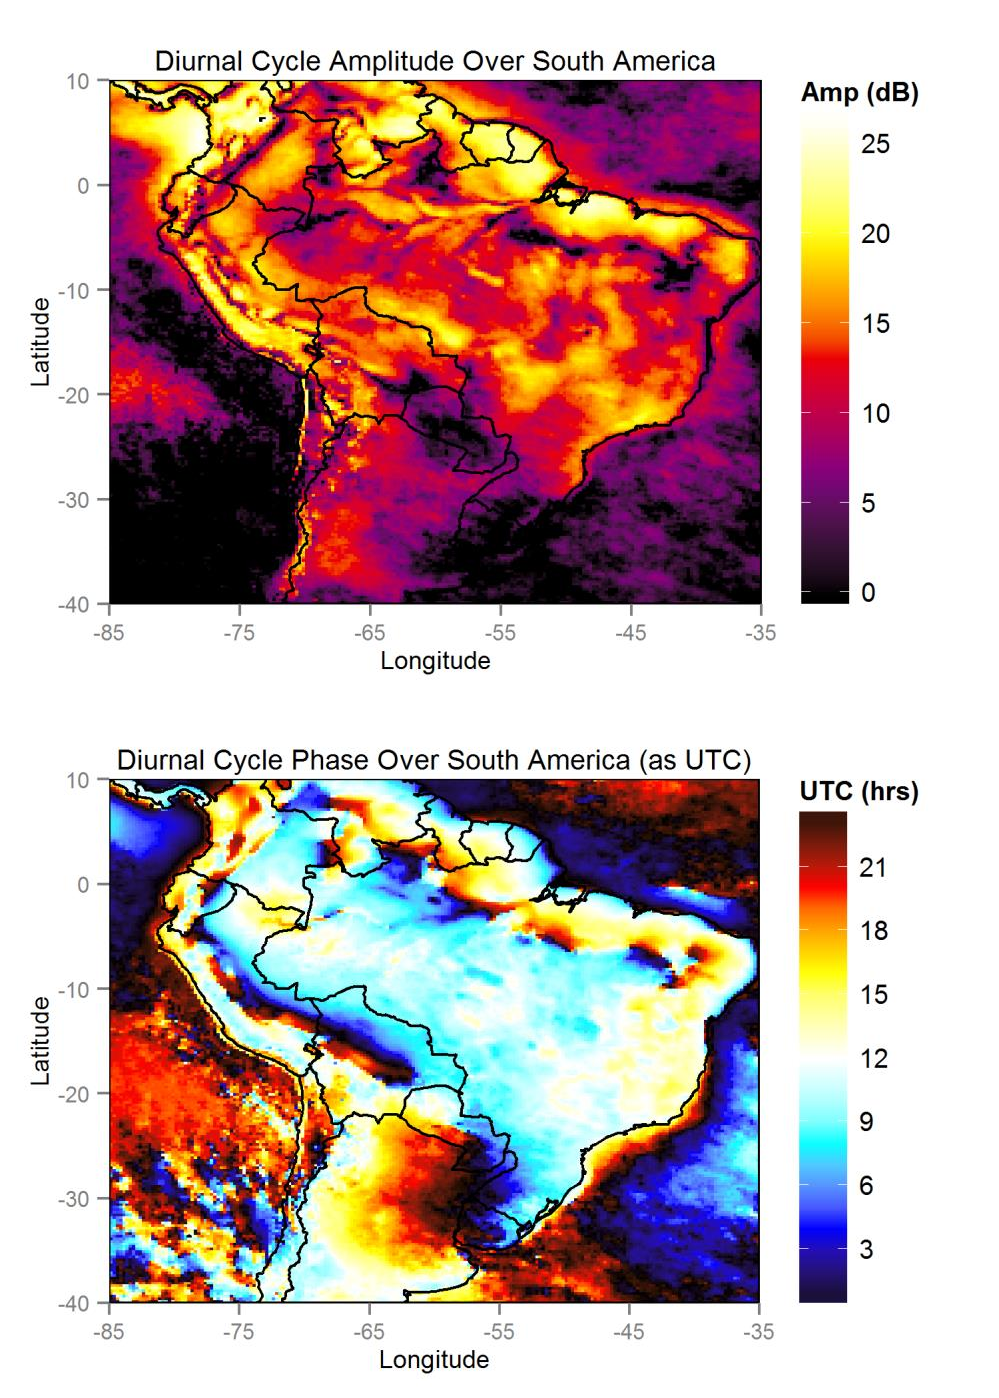 Diurnal Cycle Amplitude Over South America
Amp (dB)
25
20
15
10
5
0
10
0
-10
-20
-30
-40
Latitude
-85 -75 -65 -55 -45 -35
Longitude
Diurnal Cycle Phase Over South America (as UTC)
UTC (hrs)
21
18
15
12
9
6
3
10
0
-10
-20
-30
-40
Latitude
-85 -75 -65 -55 -45 -35
Longitude